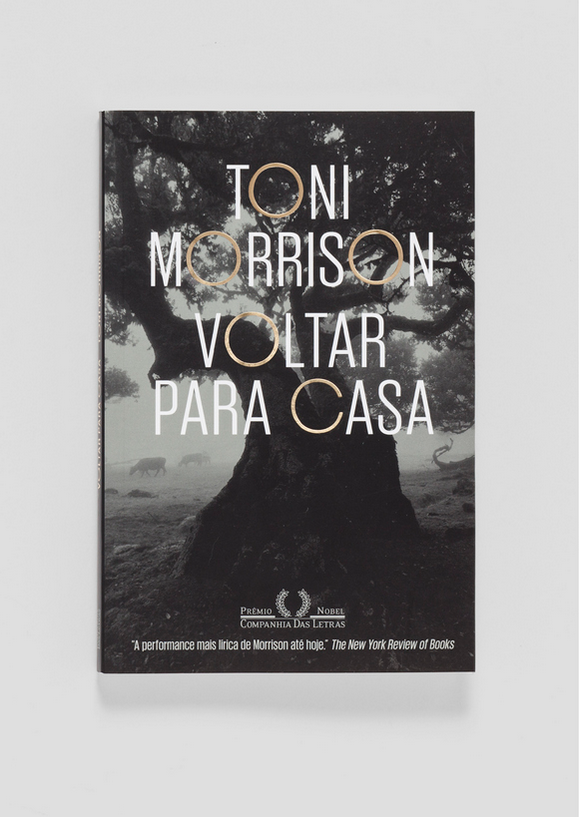 TONI
MORRISON
VOLTAR
PARA CASA
PRÊMIO NOBEL
COMPANHIA DAS LETRAS
“A performance mais lírica de Morrison até hoje.” The New York Review of Books